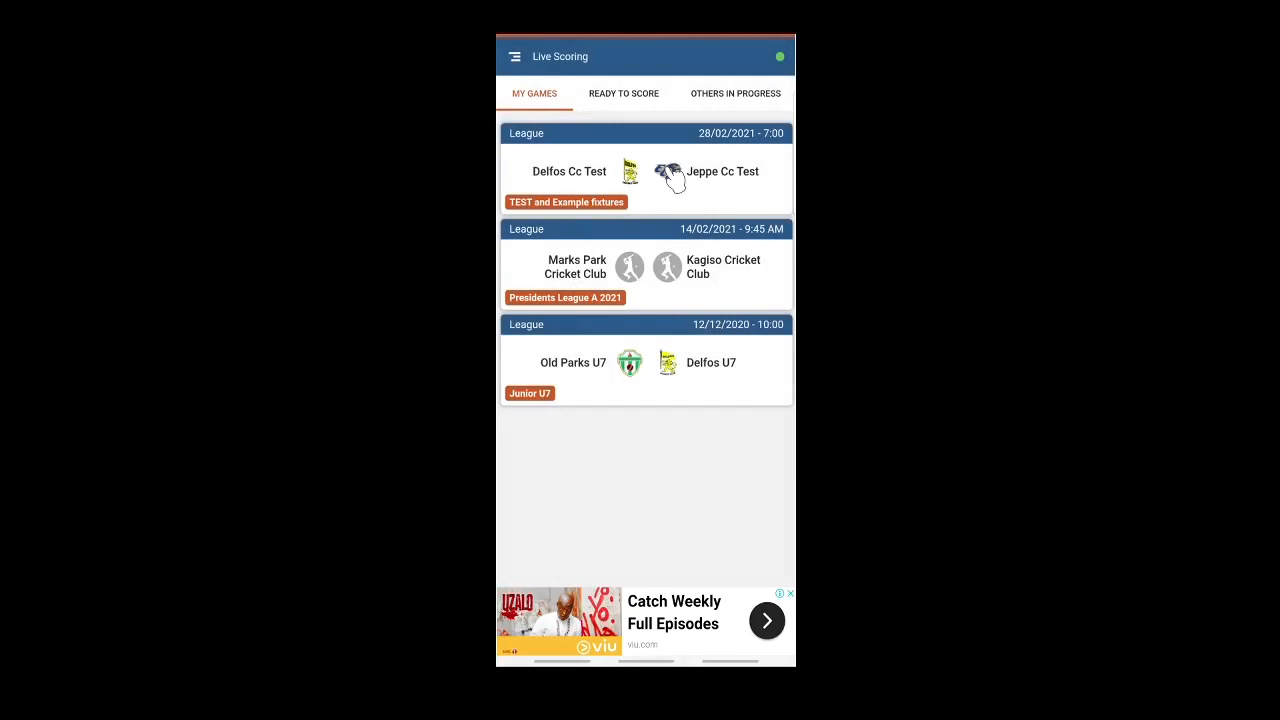 Live Scoring
MY GAMES READY TO SCORE OTHERS IN PROGRESS
League 28/02/2021 - 7:00
Delfos Cc Test Jeppe Cc Test
TEST and Example fixtures
League 14/02/2021 - 9:45 AM
Marks Park Kagiso Cricket
Cricket Club Club
Presidents League A 2021
League 12/12/2020 - 10:00
Old Parks U7 Delfos U7
Junior U7
UZALO
Catch Weekly
Full Episodes
viu
viu.com